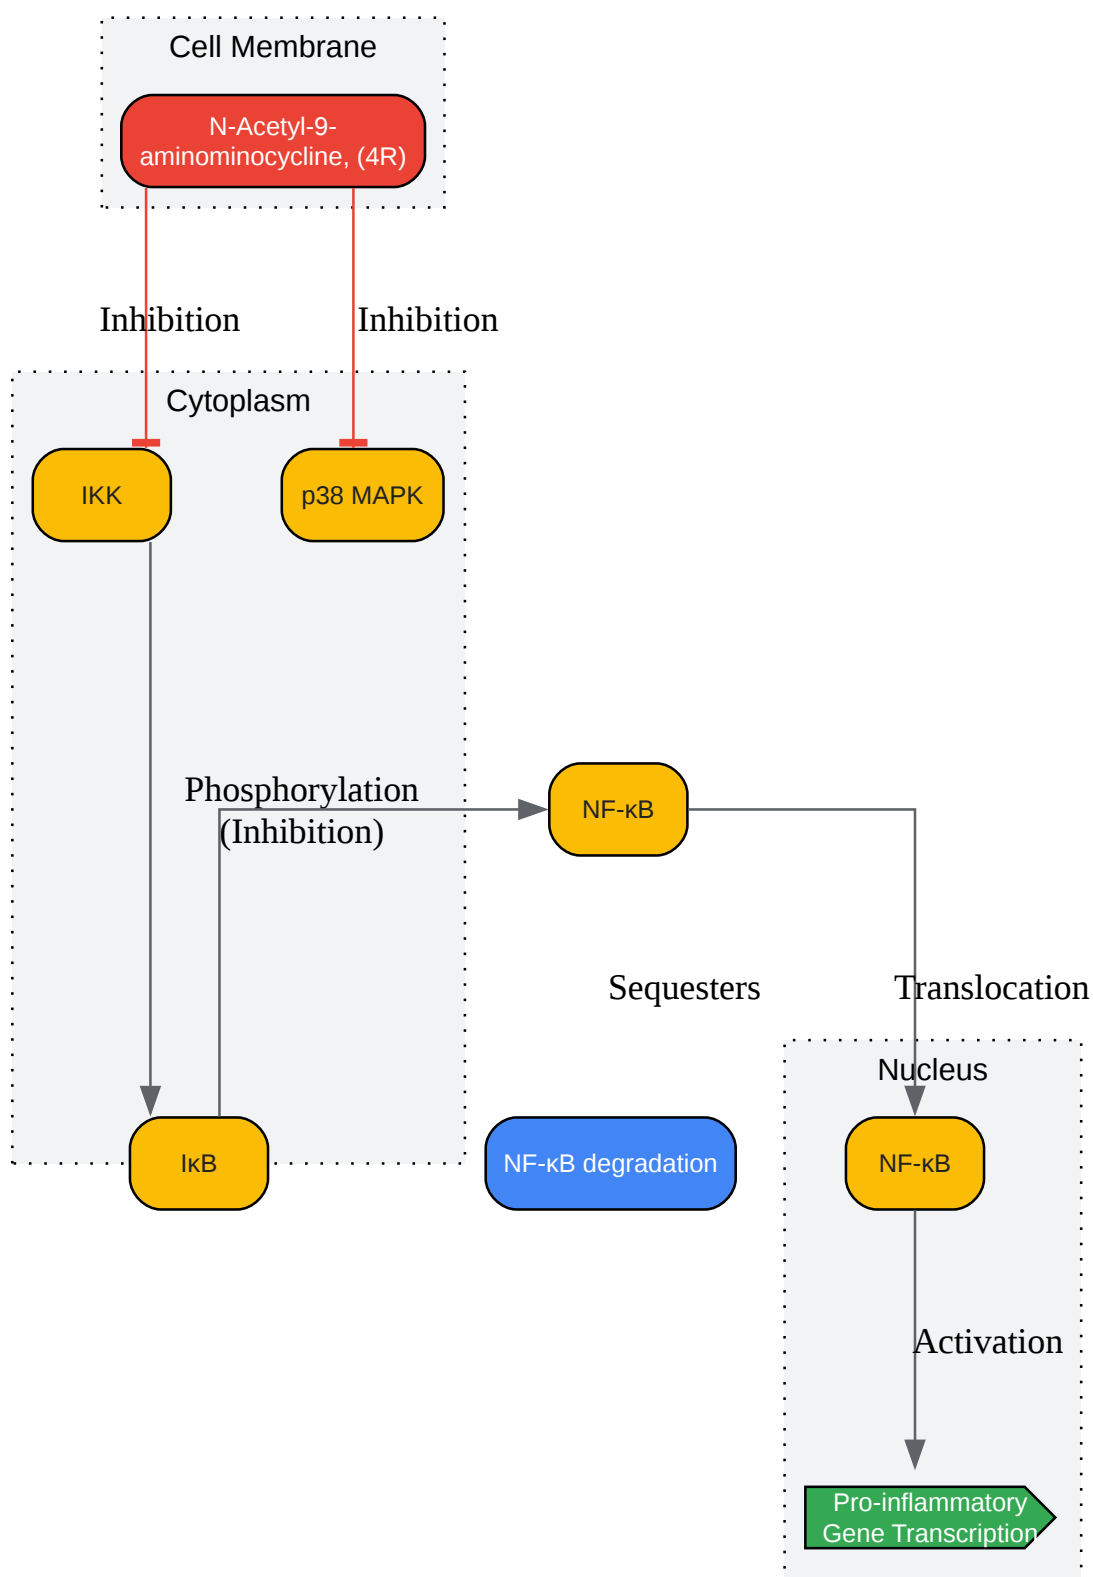 Cell Membrane
N-Acetyl-9-
aminominocycline, (4R)
Inhibition
Inhibition
Cytoplasm
IKK
p38 MAPK
Phosphorylation
(Inhibition)
NF-κB
Sequesters
Translocation
Nucleus
IκB
NF-κB degradation
NF-κB
Activation
Pro-inflammatory
Gene Transcription